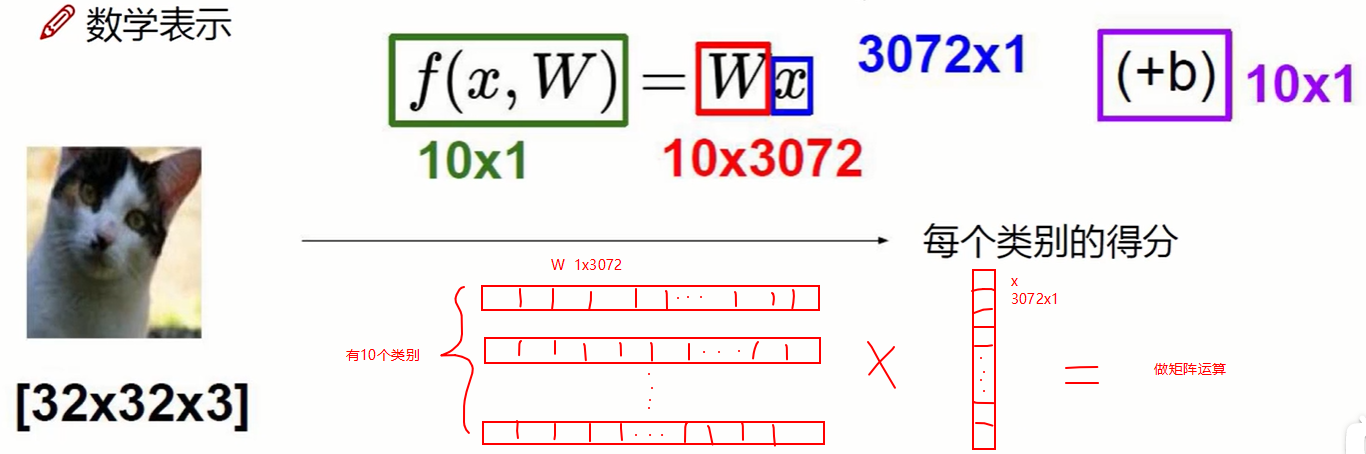 数学表示
f(x, W) = Wx
3072x1
(+b)
10x1
10x1
10x3072
每个类别的得分
W 1x3072
x
3072x1
有10个类别
做矩阵运算
[32x32x3]